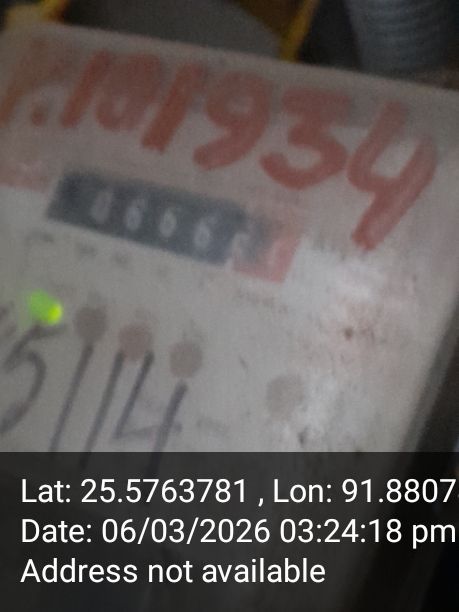 101934
5114
Lat: 25.5763781 , Lon: 91.8807
Date: 06/03/2026 03:24:18 pm
Address not available